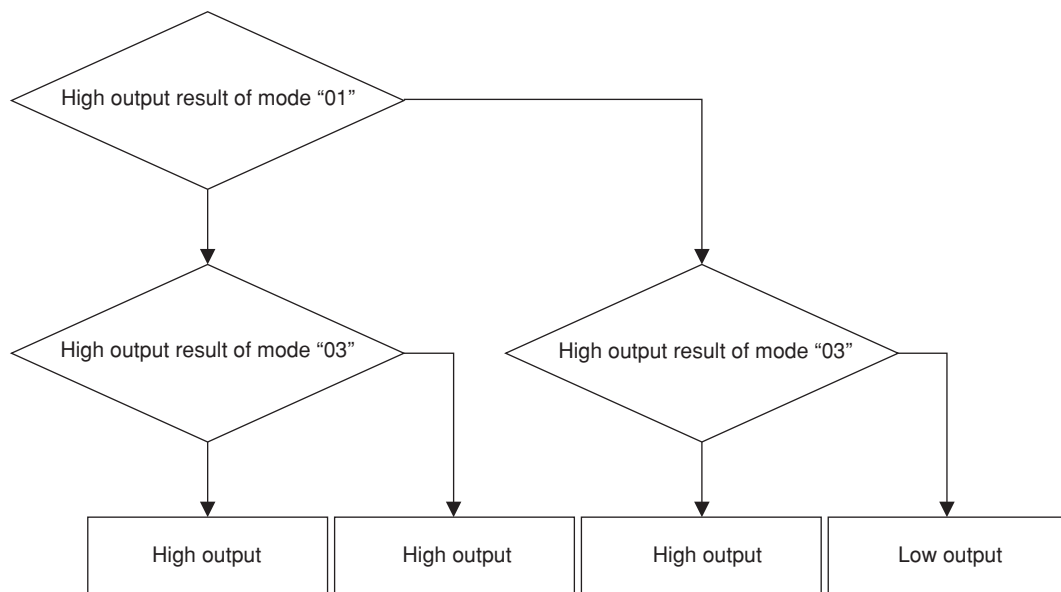 High output result of mode “01”
High output result of mode “03”
High output result of mode “03”
High output
High output
High output
Low output